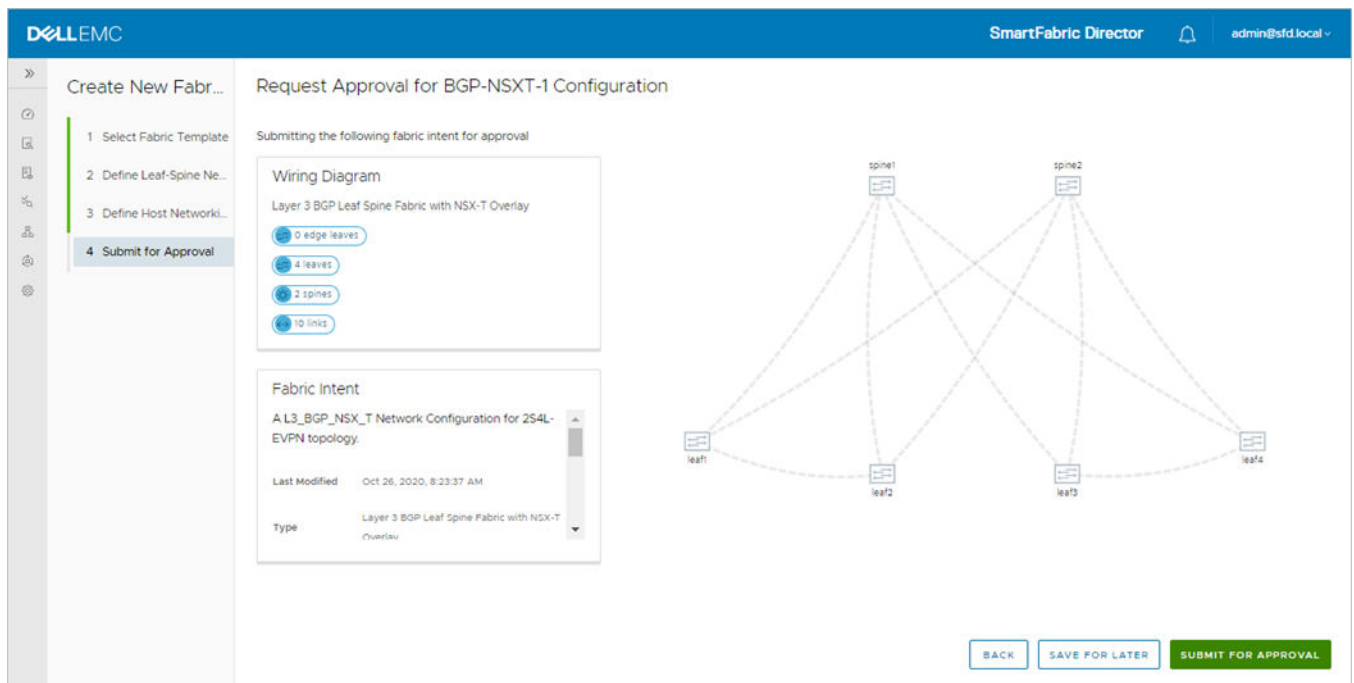 DELLEMC
SmartFabric Director
admin@sfd.local
Create New Fabr...
1 Select Fabric Template
2 Define Leaf-Spine Ne...
3 Define Host Networki...
4 Submit for Approval
Request Approval for BGP-NSXT-1 Configuration
Submitting the following fabric intent for approval
Wiring Diagram
Layer 3 BGP Leaf Spine Fabric with NSX-T Overlay
0 edge leaves
4 leaves
2 spines
10 links
Fabric Intent
A L3_BGP_NSX_T Network Configuration for 2S4L-
EVPN topology.
Last Modified Oct 26, 2020, 8:23:37 AM
Type Layer 3 BGP Leaf Spine Fabric with NSX-T
Overlay
spine1
spine2
leaf1
leaf2
leaf3
leaf4
BACK
SAVE FOR LATER
SUBMIT FOR APPROVAL